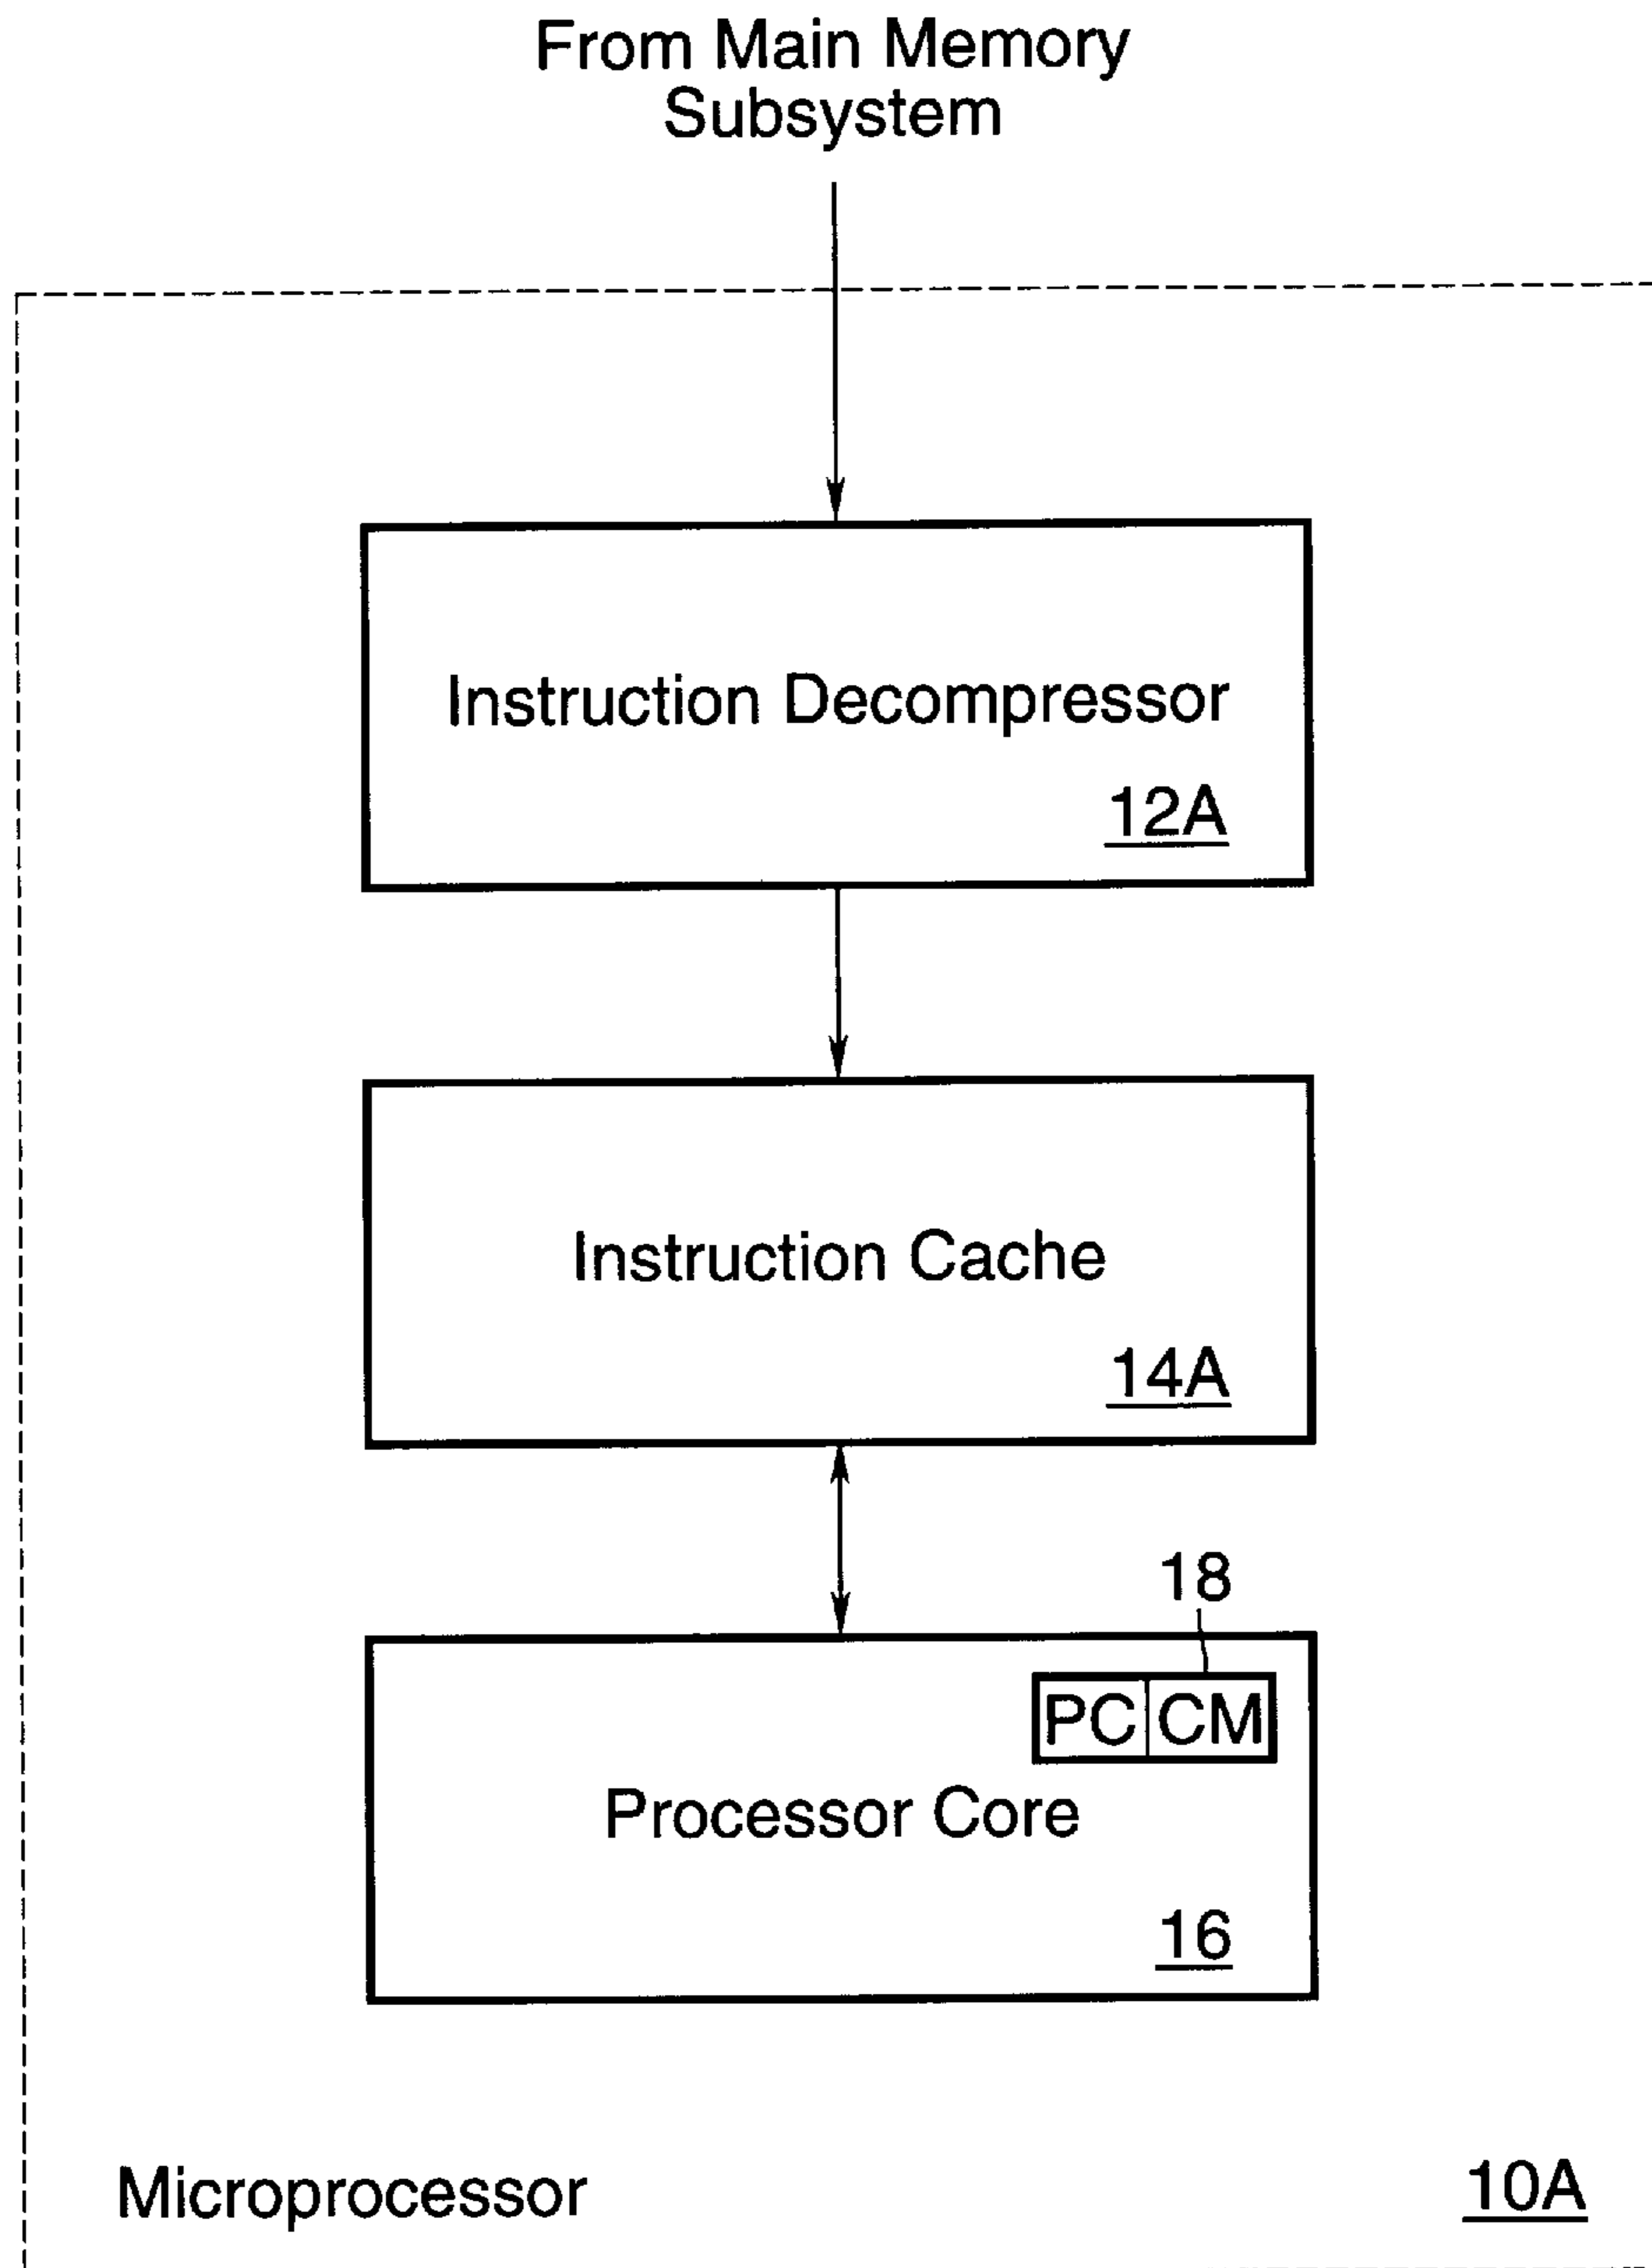 From Main Memory
Subsystem
Instruction Decompressor
12A
Instruction Cache
14A
18
PC CM
Processor Core
16
Microprocessor 10A